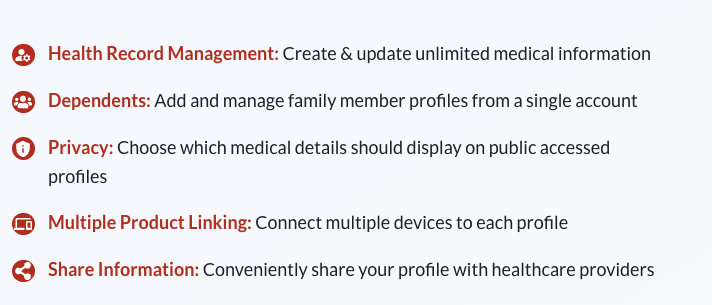 Health Record Management: Create & update unlimited medical information
Dependents: Add and manage family member profiles from a single account
Privacy: Choose which medical details should display on public accessed
profiles
Multiple Product Linking: Connect multiple devices to each profile
Share Information: Conveniently share your profile with healthcare providers